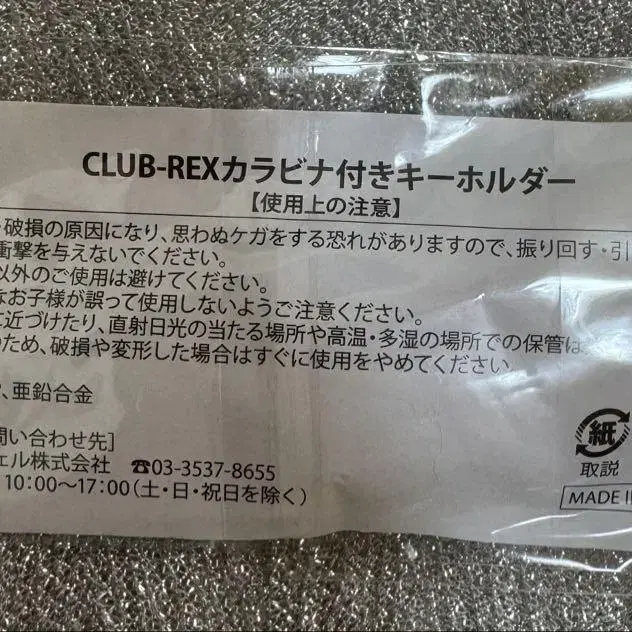 CLUB-REXカラビナ付きキーホルダー
【使用上の注意】
・破損の原因になり、思わぬケガをする恐れがありますので、振り回す・引
衝撃を与えないでください。
以外のご使用は避けてください。
なお子様が誤って使用しないようご注意ください。
に近づけたり、直射日光の当たる場所や高温・多湿の場所での保管は
のため、破損や変形した場合はすぐに使用をやめてください。
、亜鉛合金
問い合わせ先]
ェル株式会社 ☎03-3537-8655
10:00～17:00(土・日・祝日を除く)
紙
取説
MADE I